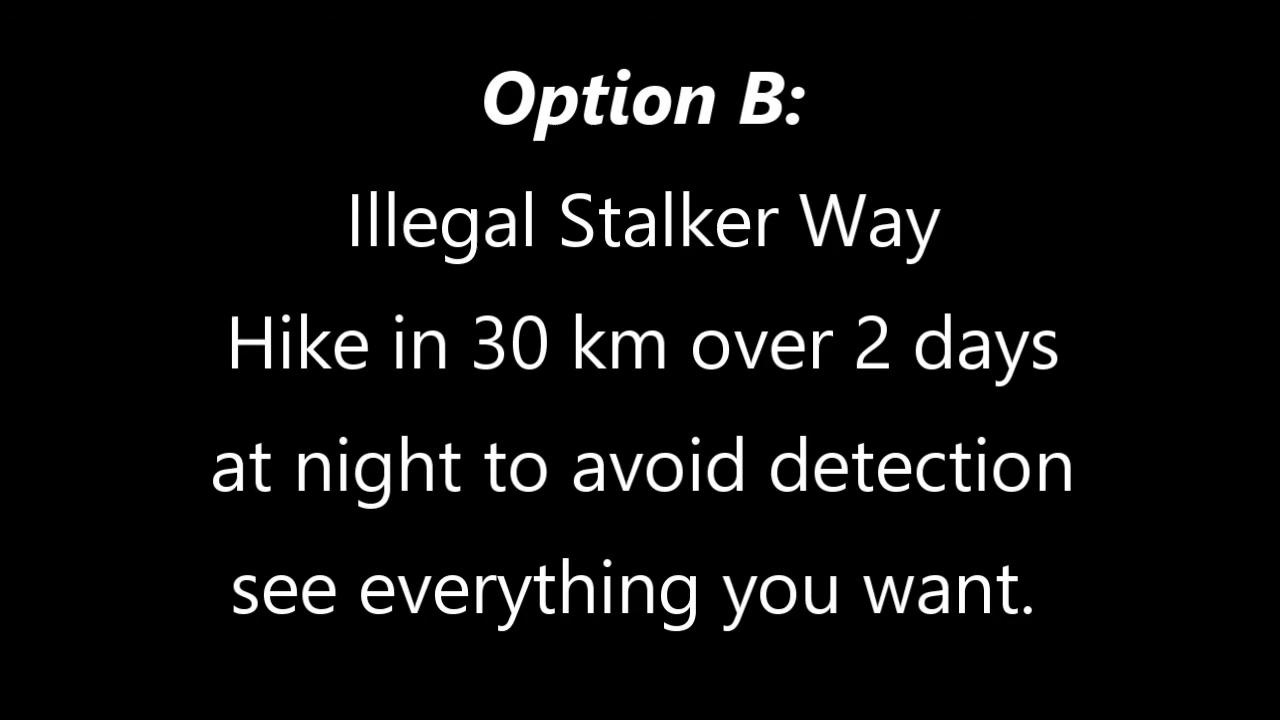 Option B:
Illegal Stalker Way
Hike in 30 km over 2 days
at night to avoid detection
see everything you want.